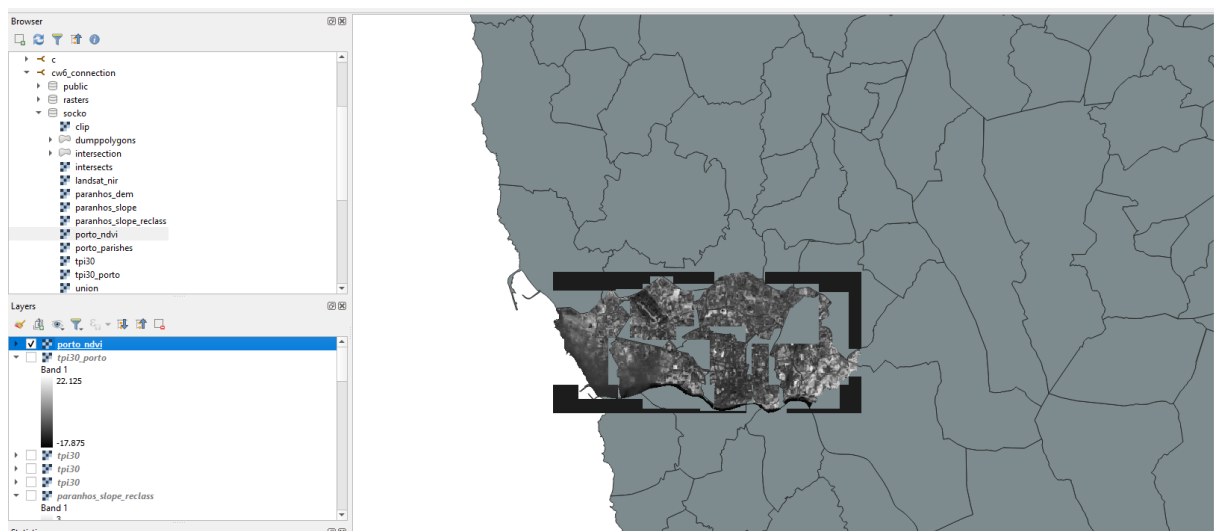 Browser
c
cw6_connection
public
rasters
socko
clip
dumppolygons
intersection
intersects
landsat_nir
paranhos_dem
paranhos_slope
paranhos_slope_reclass
porto_ndvi
porto_parishes
tpi30
tpi30_porto
union
Layers
porto_ndvi
tpi30_porto
Band 1
22.125
-17.875
tpi30
tpi30
tpi30
paranhos_slope_reclass
Band 1
3